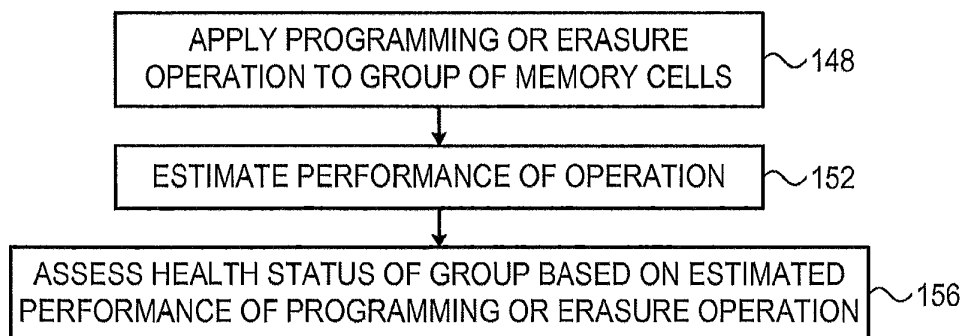 APPLY PROGRAMMING OR ERASURE
OPERATION TO GROUP OF MEMORY CELLS
148
ESTIMATE PERFORMANCE OF OPERATION
152
ASSESS HEALTH STATUS OF GROUP BASED ON ESTIMATED
PERFORMANCE OF PROGRAMMING OR ERASURE OPERATION
156